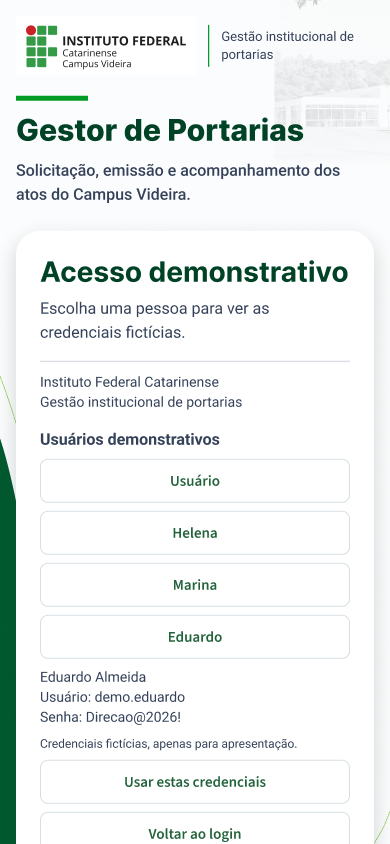 INSTITUTO FEDERAL
Catarinense
Campus Videira
Gestão institucional de
portarias
Gestor de Portarias
Solicitação, emissão e acompanhamento dos
atos do Campus Videira.
Acesso demonstrativo
Escolha uma pessoa para ver as
credenciais fictícias.
Instituto Federal Catarinense
Gestão institucional de portarias
Usuários demonstrativos
Usuário
Helena
Marina
Eduardo
Eduardo Almeida
Usuário: demo.eduardo
Senha: Direcao@2026!
Credenciais fictícias, apenas para apresentação.
Usar estas credenciais
Voltar ao login